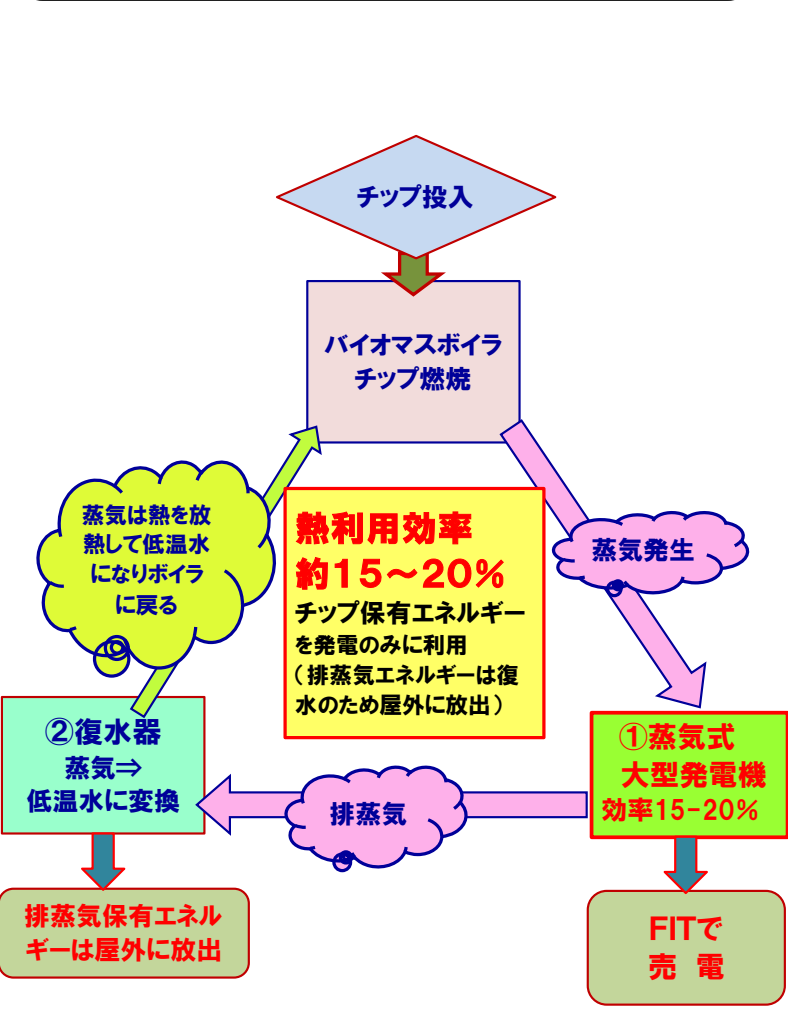 チップ投入
バイオマスボイラ
チップ燃焼
蒸気は熱を放
熱して低温水
になりボイラ
に戻る
熱利用効率
約15～20%
チップ保有エネルギー
を発電のみに利用
（排蒸気エネルギーは復
水のため屋外に放出）
蒸気発生
②復水器
蒸気⇒
低温水に変換
①蒸気式
大型発電機
効率15-20%
排蒸気
排蒸気保有エネル
ギーは屋外に放出
FITで
売　電